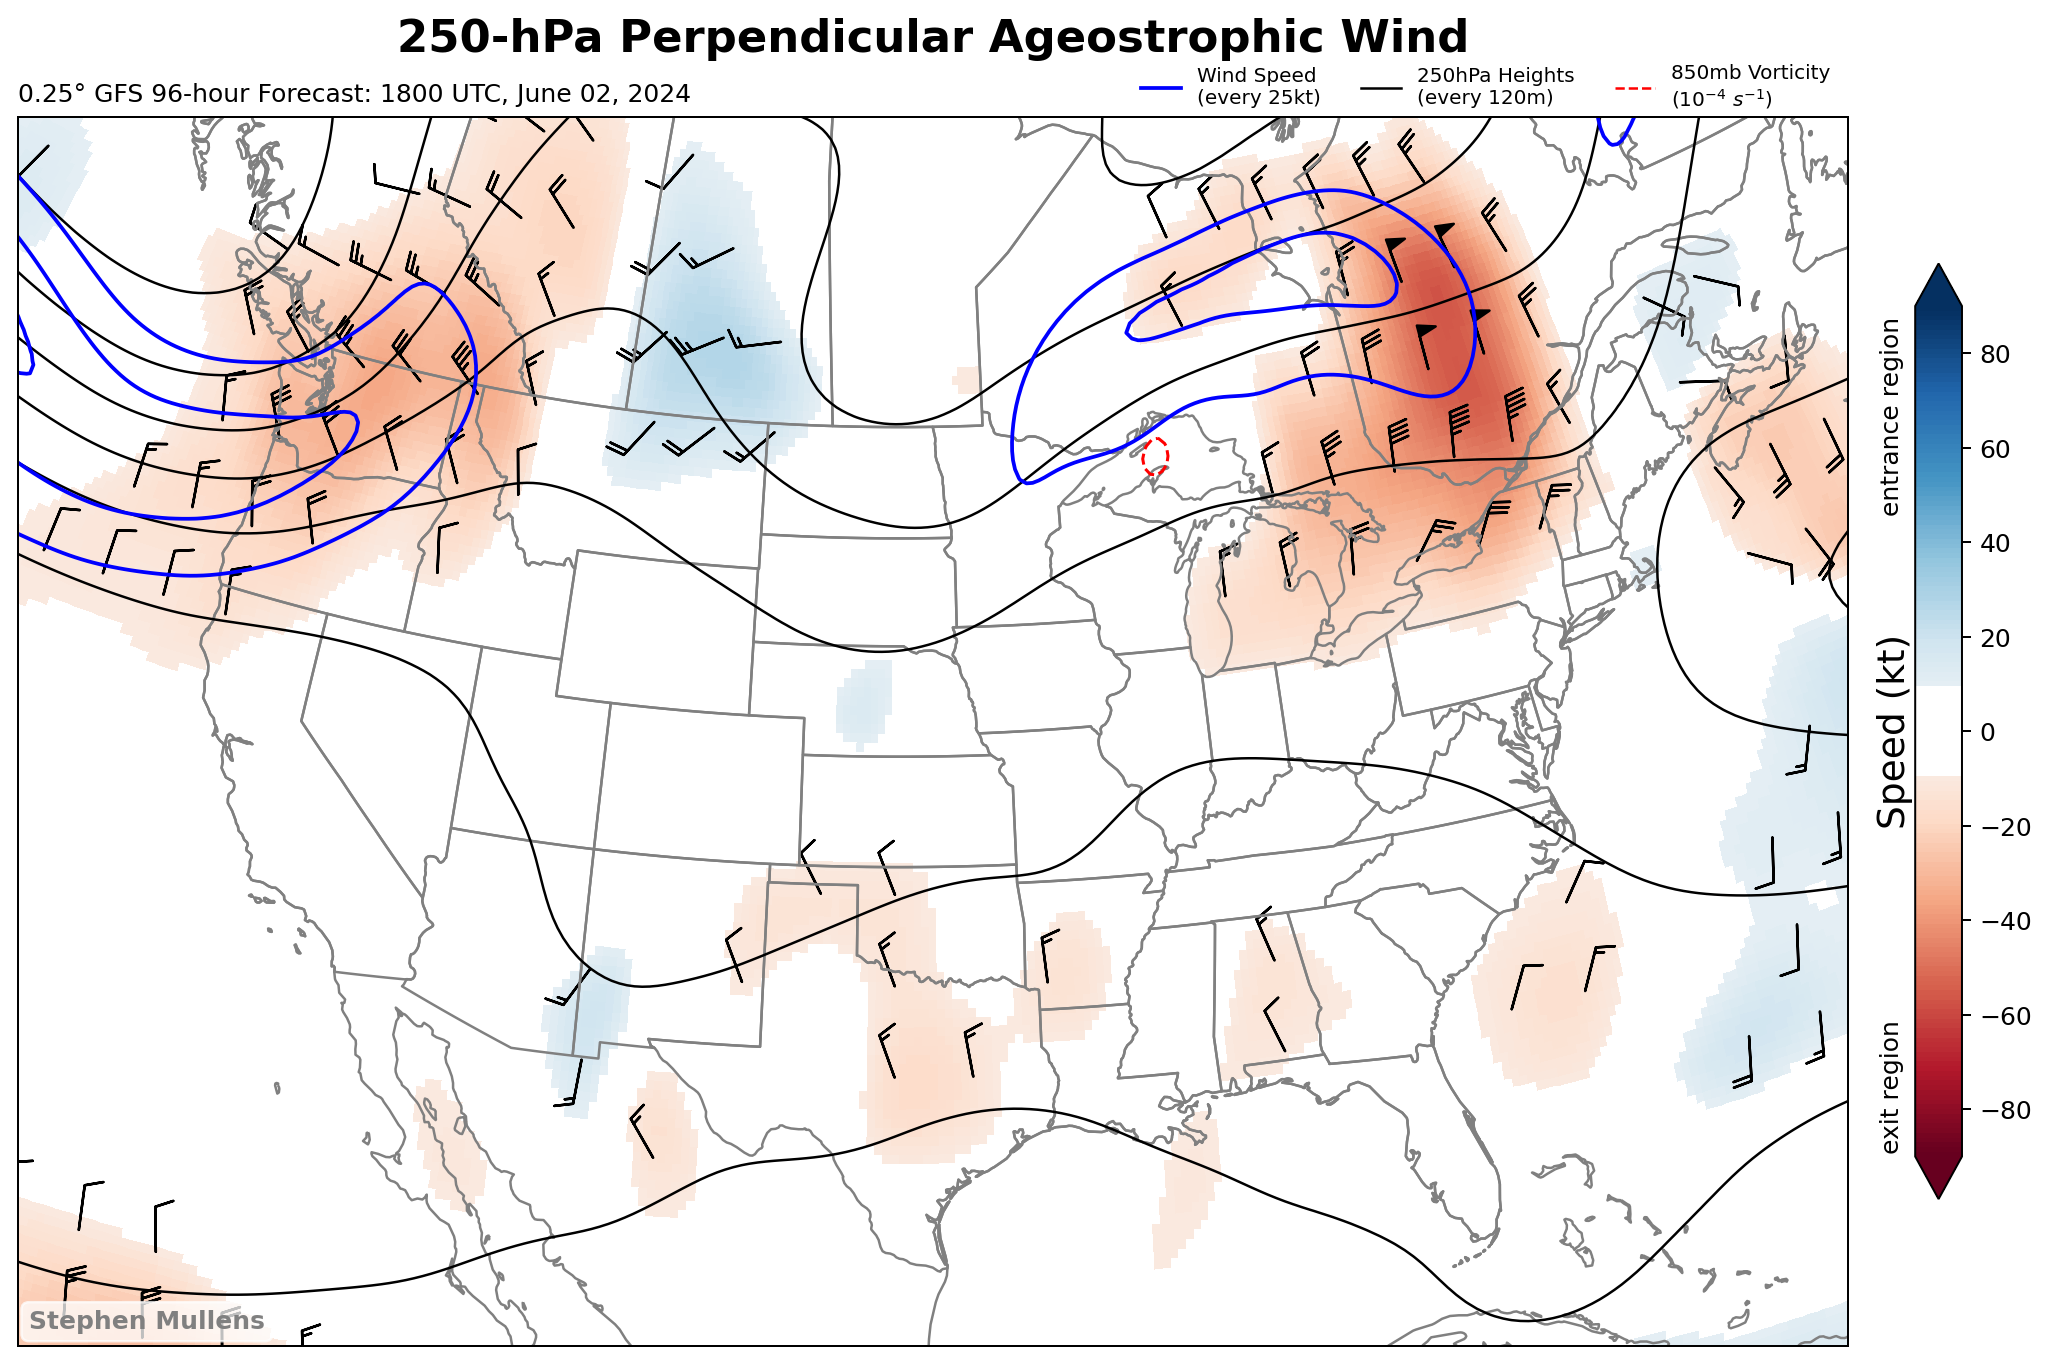 250-hPa Perpendicular Ageostrophic Wind
0.25° GFS 96-hour Forecast: 1800 UTC, June 02, 2024
Wind Speed
(every 25kt)
250hPa Heights
(every 120m)
850mb Vorticity
(10⁻⁴ s⁻¹)
entrance region
Speed (kt)
exit region
80
60
40
20
0
−20
−40
−60
−80
Stephen Mullens